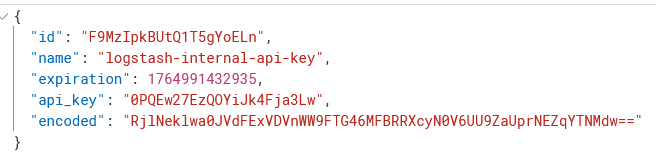 {
"id": "F9MzIpkBUtQ1T5gYoELn",
"name": "logstash-internal-api-key",
"expiration": 1764991432935,
"api_key": "0PQEw27EzQOYiJk4Fja3Lw",
"encoded": "RjlNeklwa0JVdFExVDVnWW9FTG46MFBRRXcyN0V6UU9ZaUprNEZqYTNMdw=="
}